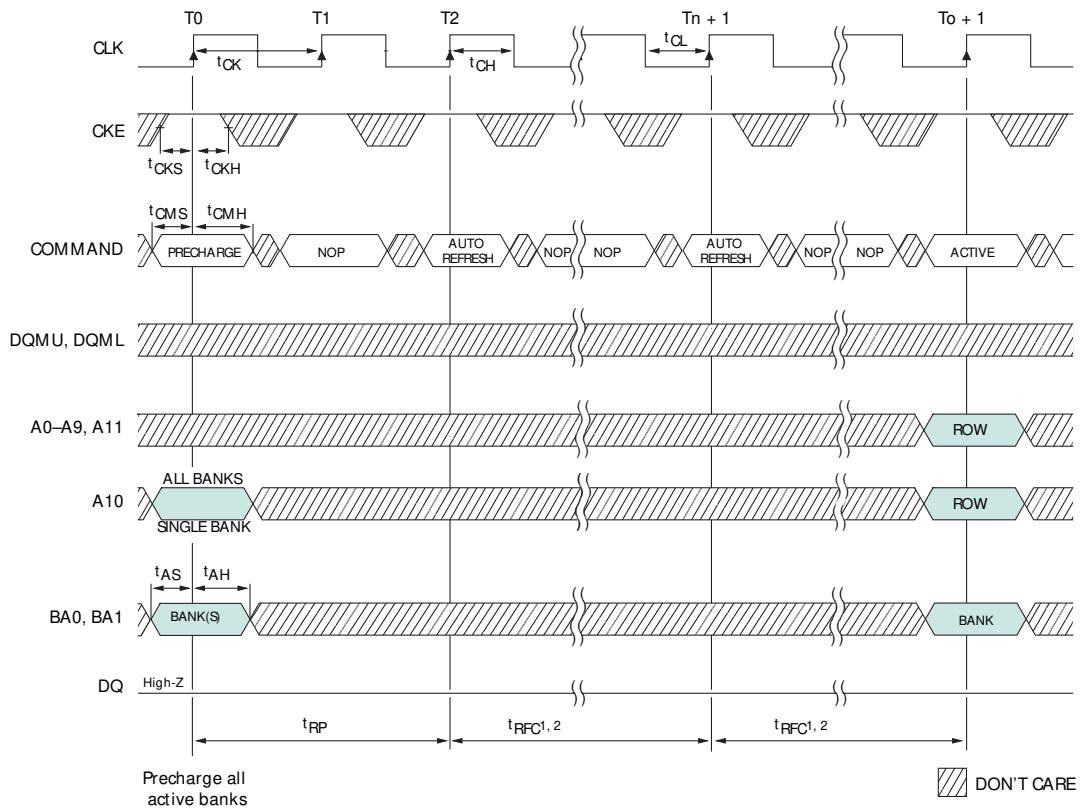 T0 T1 T2 Tn + 1 To + 1
CLK
tCK tCH tCL
CKE
tCKS tCKH
tCMS tCMH
COMMAND PRECHARGE NOP AUTO REFRESH NOP NOP AUTO REFRESH NOP NOP ACTIVE
DQMU, DQML
A0–A9, A11 ROW
ALL BANKS
A10 ROW
SINGLE BANK
tAS tAH
BA0, BA1 BANK(S) BANK
DQ High-Z
tRP tRFC1, 2 tRFC1, 2
Precharge all
active banks
DON'T CARE